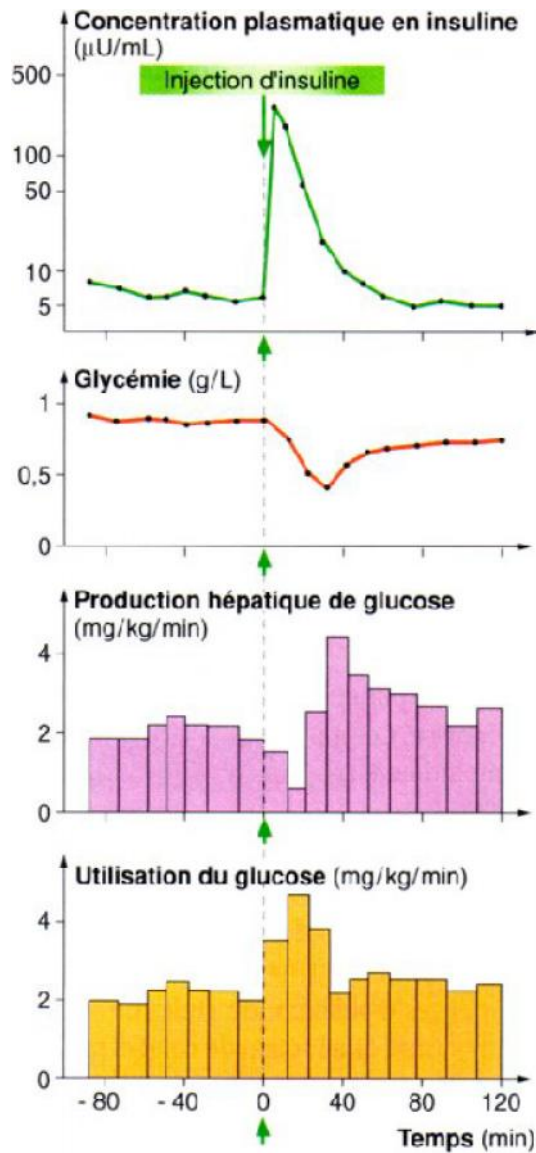 Concentration plasmatique en insuline
(µU/mL)
500
Injection d'insuline
100
50
10
5
Glycémie (g/L)
1
0,5
0
Production hépatique de glucose
(mg/kg/min)
4
2
0
Utilisation du glucose (mg/kg/min)
4
2
0
- 80 - 40 0 40 80 120
Temps (min)